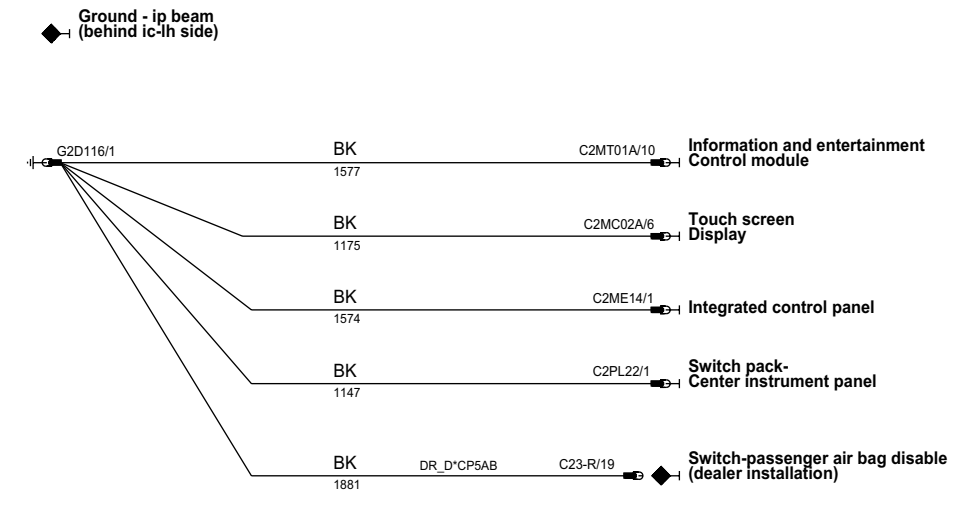 Ground - ip beam
(behind ic-lh side)
G2D116/1
BK
1577
C2MT01A/10
Information and entertainment
Control module
BK
1175
C2MC02A/6
Touch screen
Display
BK
1574
C2ME14/1
Integrated control panel
BK
1147
C2PL22/1
Switch pack-
Center instrument panel
BK
1881
DR_D*CP5AB
C23-R/19
Switch-passenger air bag disable
(dealer installation)